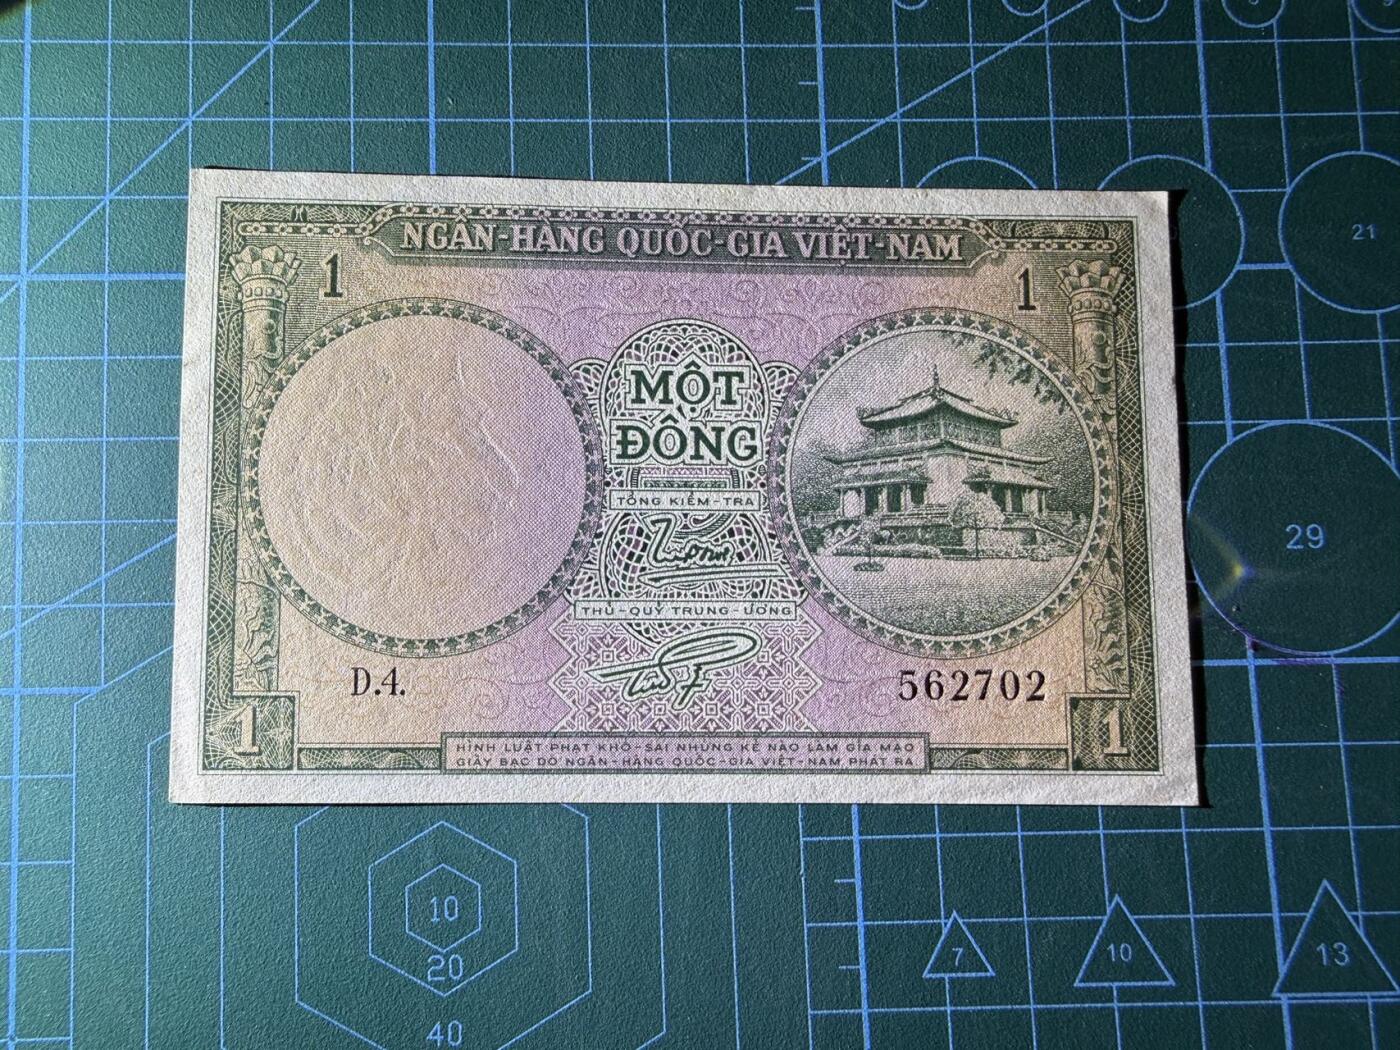 21
NGÂN-HÀNG QUỐC-GIA VIỆT-NAM
1
1
MỘT
ĐỒNG
TỔNG KIỂM-TRA
29
THỦ-QUỸ TRUNG-ƯƠNG
D.4.
562702
1
1
HÌNH LUẬT PHẠT KHỔ-SAI NHỮNG KẺ NÀO LÀM GIẢ MẠO
GIẤY BẠC DO NGÂN-HÀNG QUỐC-GIA VIỆT-NAM PHÁT RA
10
20
40
7
10
13